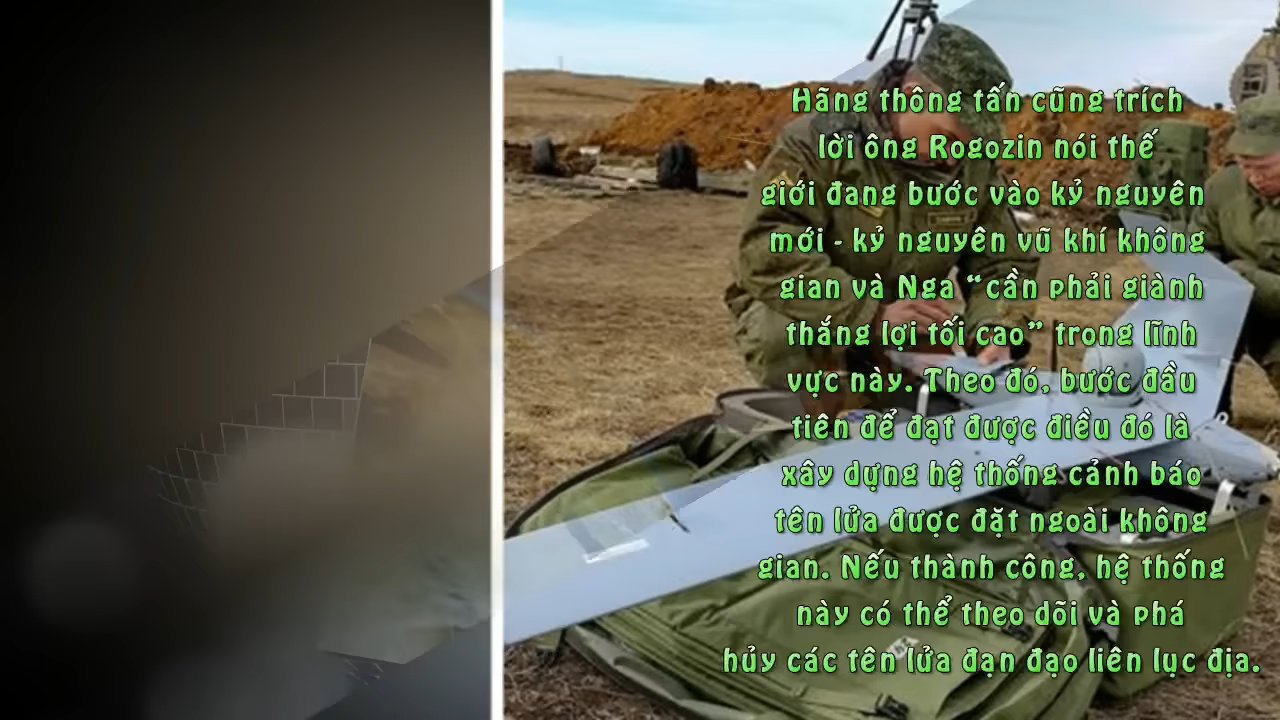 Hãng thông tấn cũng trích
lời ông Rogozin nói thế
giới đang bước vào kỷ nguyên
mới - kỷ nguyên vũ khí không
gian và Nga “cần phải giành
thắng lợi tối cao” trong lĩnh
vực này. Theo đó, bước đầu
tiên để đạt được điều đó là
xây dựng hệ thống cảnh báo
tên lửa được đặt ngoài không
gian. Nếu thành công, hệ thống
này có thể theo dõi và phá
hủy các tên lửa đạn đạo liên lục địa.